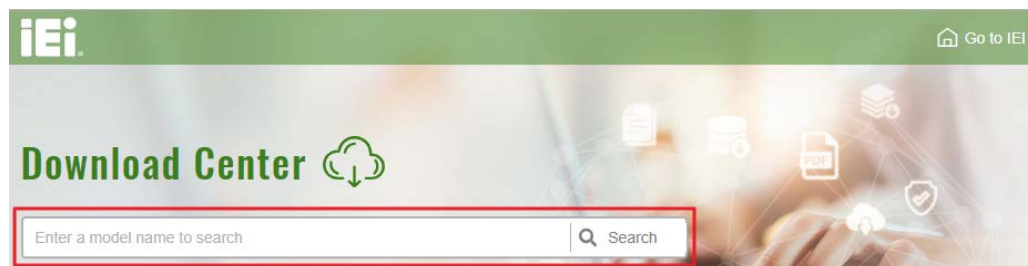 iEi.
Go to IEI
Download Center
PDF
Enter a model name to search
Search